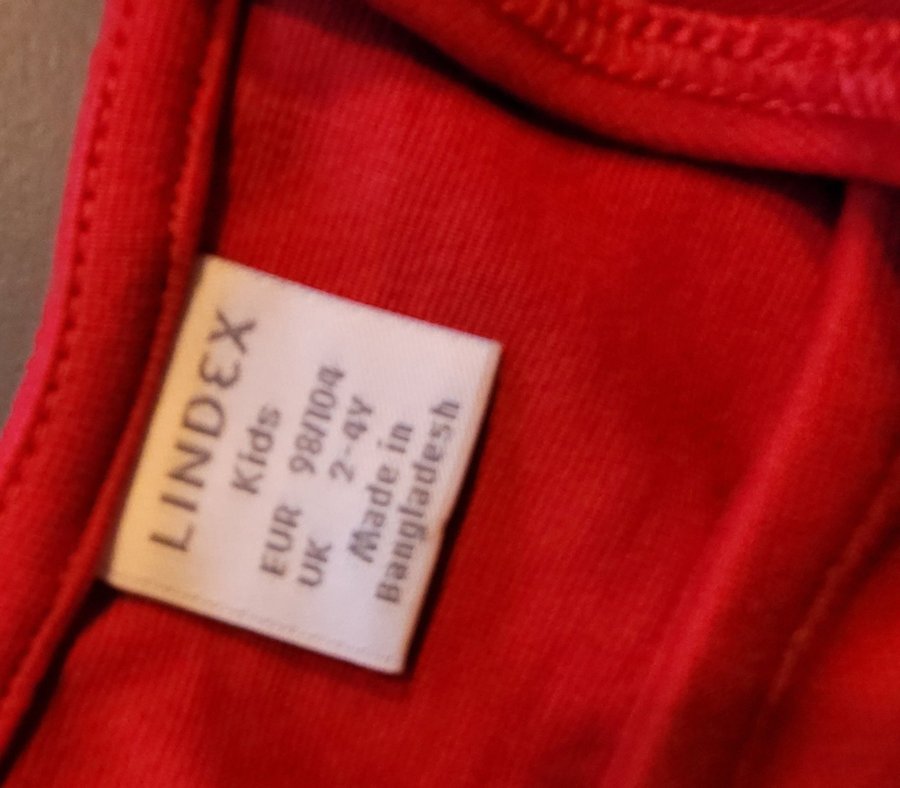 LINDEX
Kids
EUR 98/104
UK 2-4Y
Made in
Bangladesh